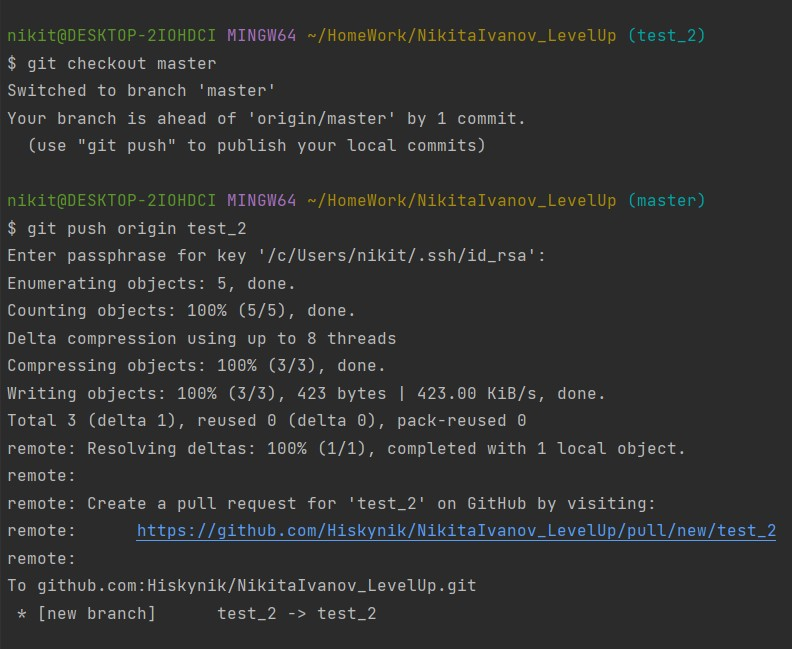 nikit@DESKTOP-2IOHDCI MINGW64 ~/HomeWork/NikitaIvanov_LevelUp (test_2)
$ git checkout master
Switched to branch 'master'
Your branch is ahead of 'origin/master' by 1 commit.
  (use "git push" to publish your local commits)

nikit@DESKTOP-2IOHDCI MINGW64 ~/HomeWork/NikitaIvanov_LevelUp (master)
$ git push origin test_2
Enter passphrase for key '/c/Users/nikit/.ssh/id_rsa':
Enumerating objects: 5, done.
Counting objects: 100% (5/5), done.
Delta compression using up to 8 threads
Compressing objects: 100% (3/3), done.
Writing objects: 100% (3/3), 423 bytes | 423.00 KiB/s, done.
Total 3 (delta 1), reused 0 (delta 0), pack-reused 0
remote: Resolving deltas: 100% (1/1), completed with 1 local object.
remote:
remote: Create a pull request for 'test_2' on GitHub by visiting:
remote:      https://github.com/Hiskynik/NikitaIvanov_LevelUp/pull/new/test_2
remote:
To github.com:Hiskynik/NikitaIvanov_LevelUp.git
 * [new branch]      test_2 -> test_2